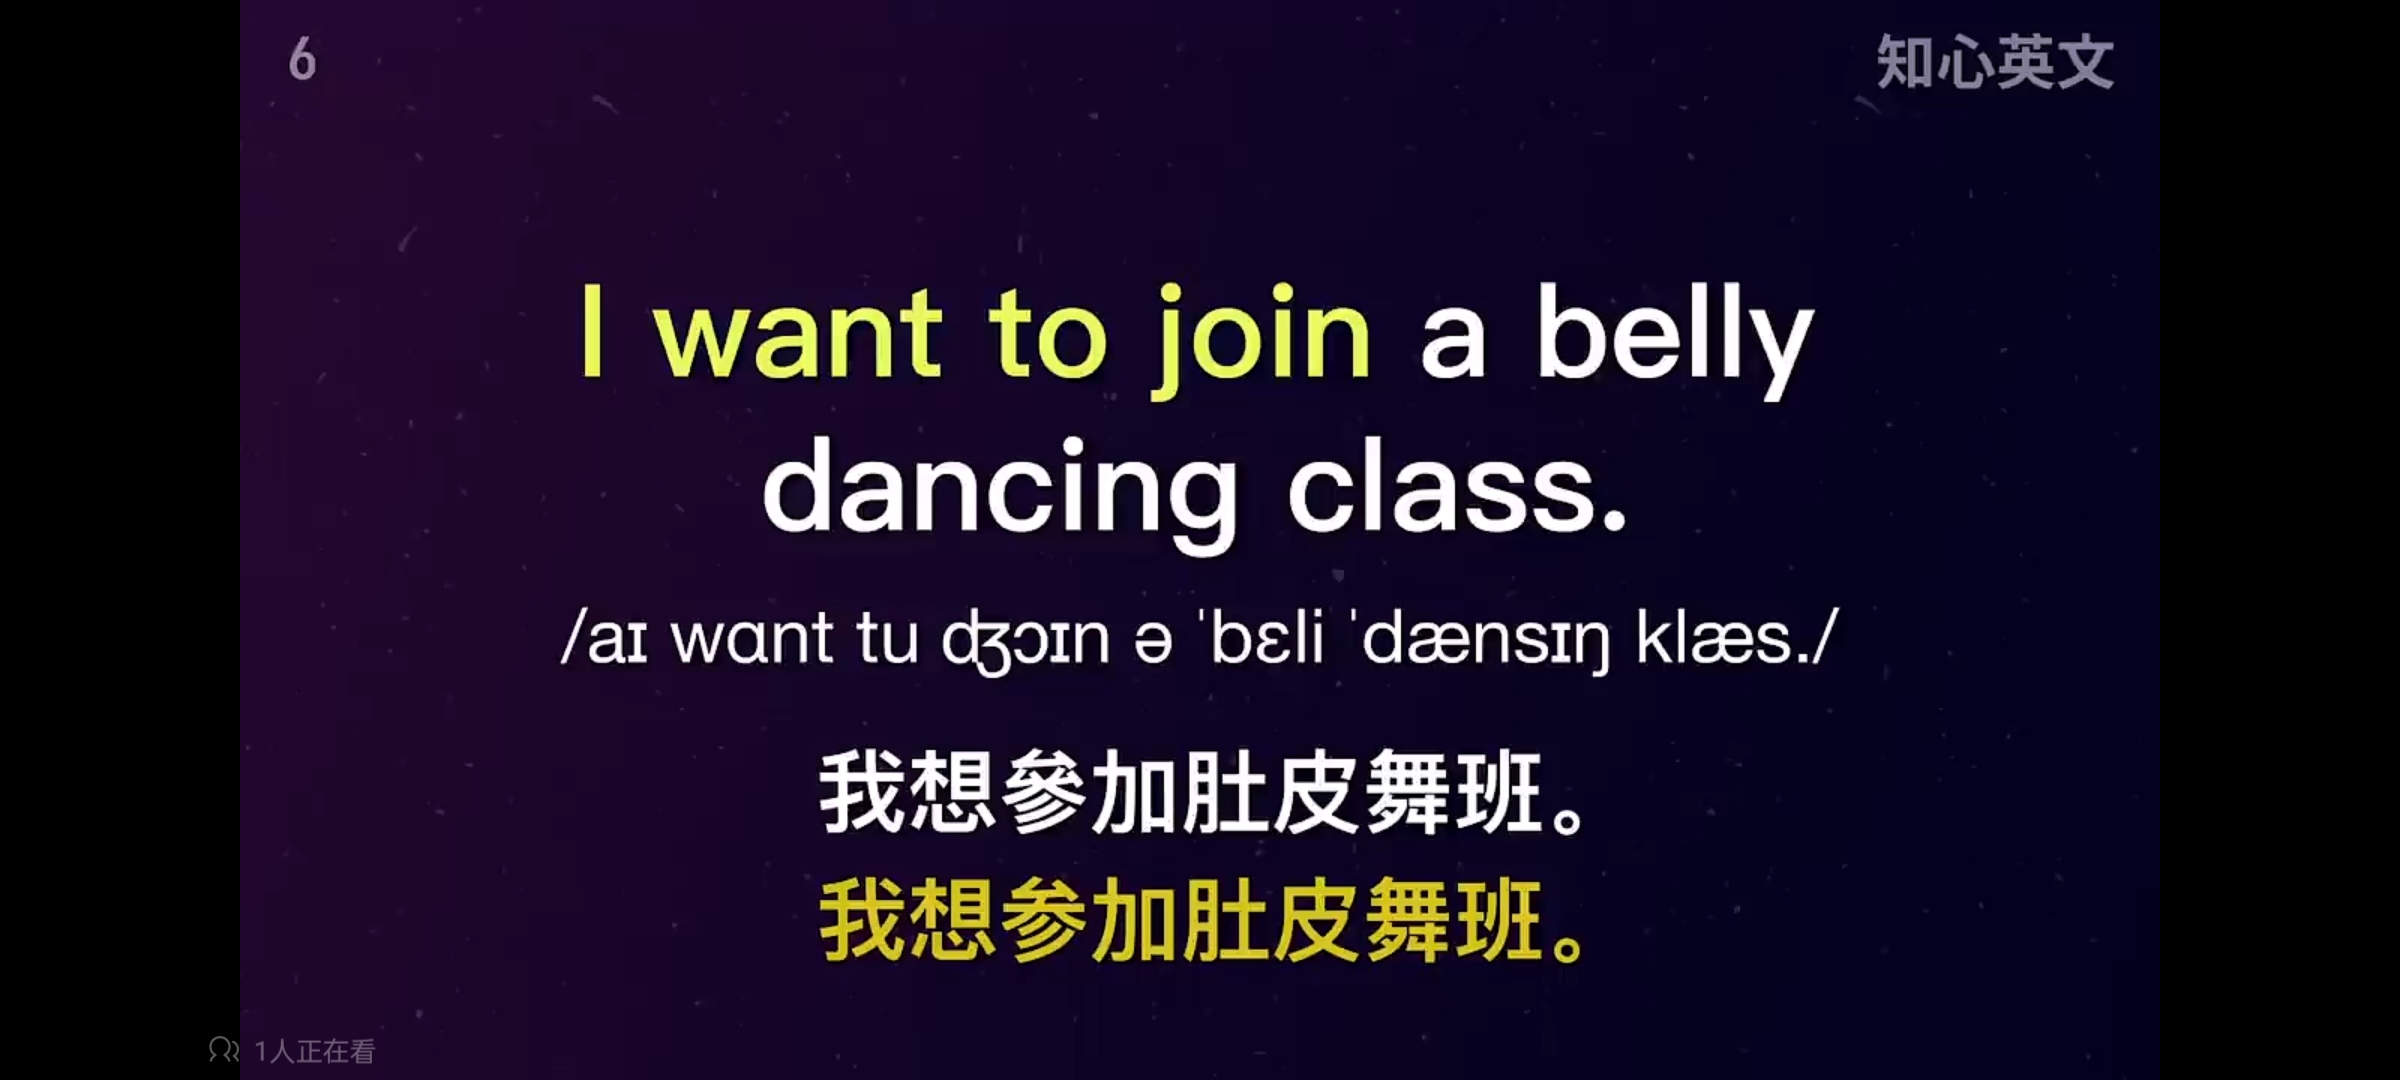 6
知心英文
I want to join a belly
dancing class.
/aɪ wɑnt tu ʤɔɪn ə ˈbɛli ˈdænsɪŋ klæs./
我想參加肚皮舞班。
我想参加肚皮舞班。
1人正在看